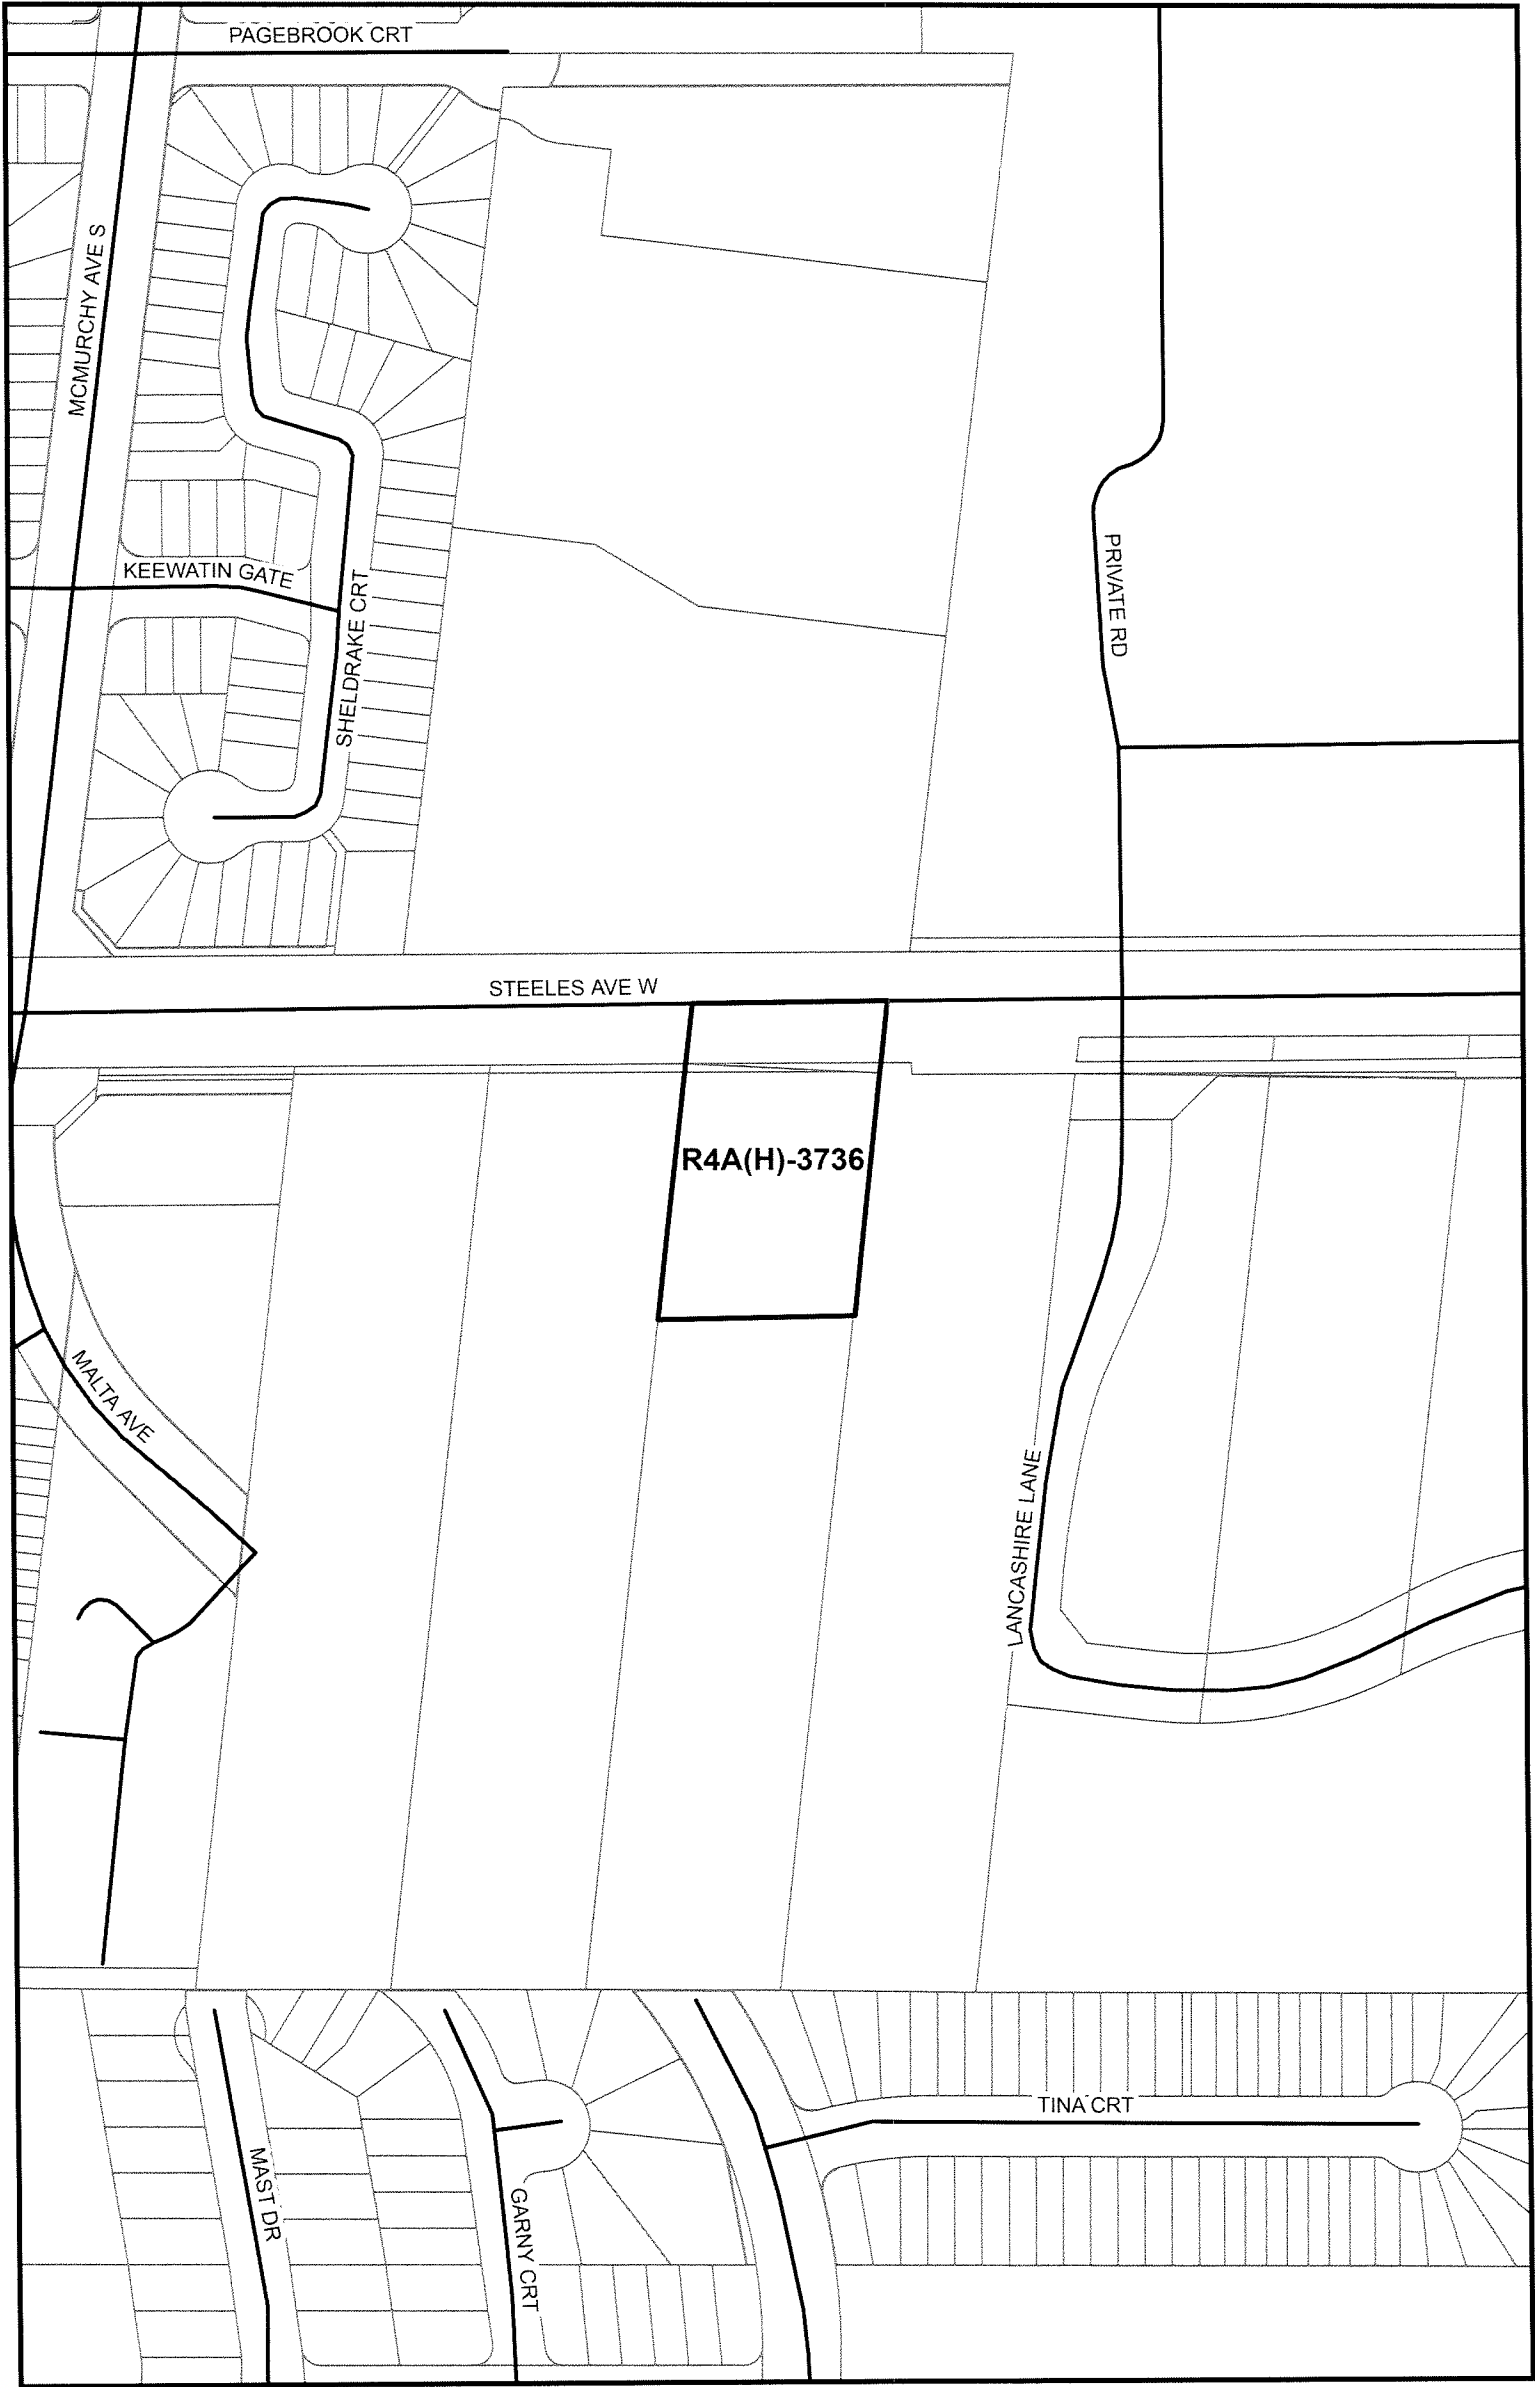 PAGEBROOK CRT
MCMURCHY AVE S
KEEWATIN GATE
SHELDRAKE CRT
PRIVATE RD
STEELES AVE W
R4A(H)-3736
MALTA AVE
LANCASHIRE LANE
TINA CRT
MAST DR
GARNY CRT